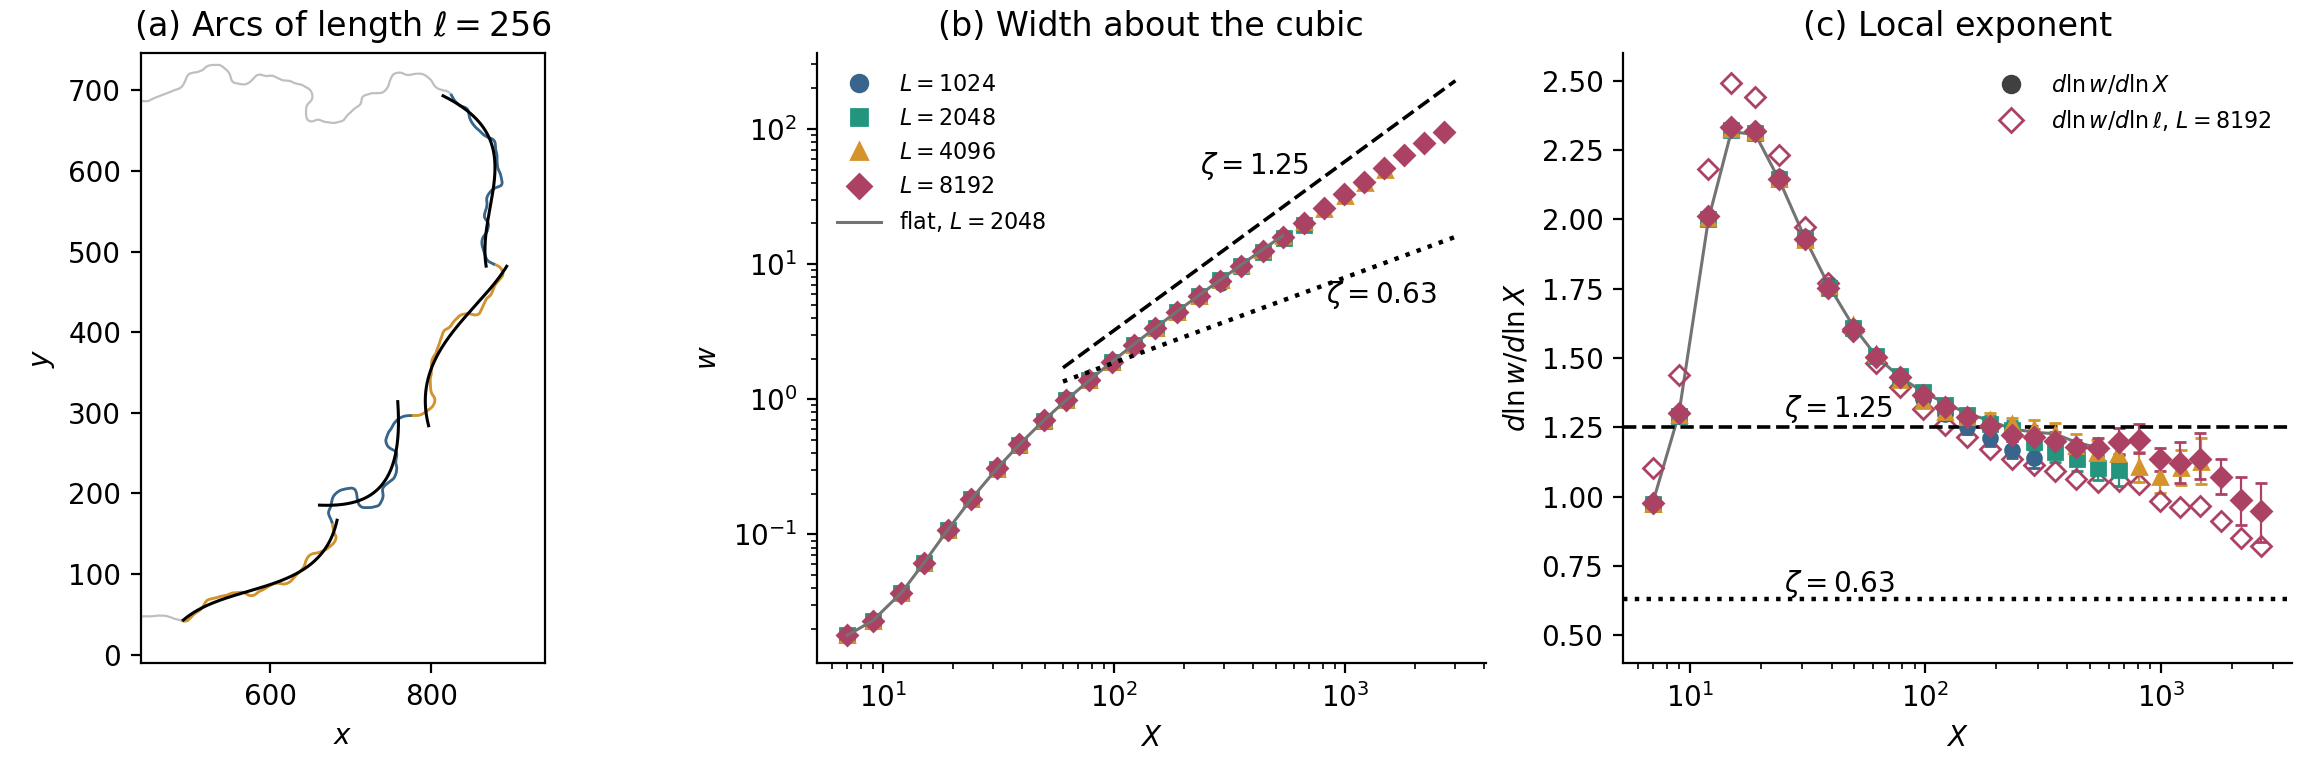 (a) Arcs of length ℓ = 256
700
600
500
400
300
200
100
0
y
600 800
x
(b) Width about the cubic
L = 1024
L = 2048
L = 4096
L = 8192
flat, L = 2048
ζ = 1.25
ζ = 0.63
10²
10¹
10⁰
10⁻¹
w
10¹ 10² 10³
X
(c) Local exponent
d ln w/d ln X
d ln w/d ln ℓ, L = 8192
ζ = 1.25
ζ = 0.63
2.50
2.25
2.00
1.75
1.50
1.25
1.00
0.75
0.50
d ln w/d ln X
10¹ 10² 10³
X